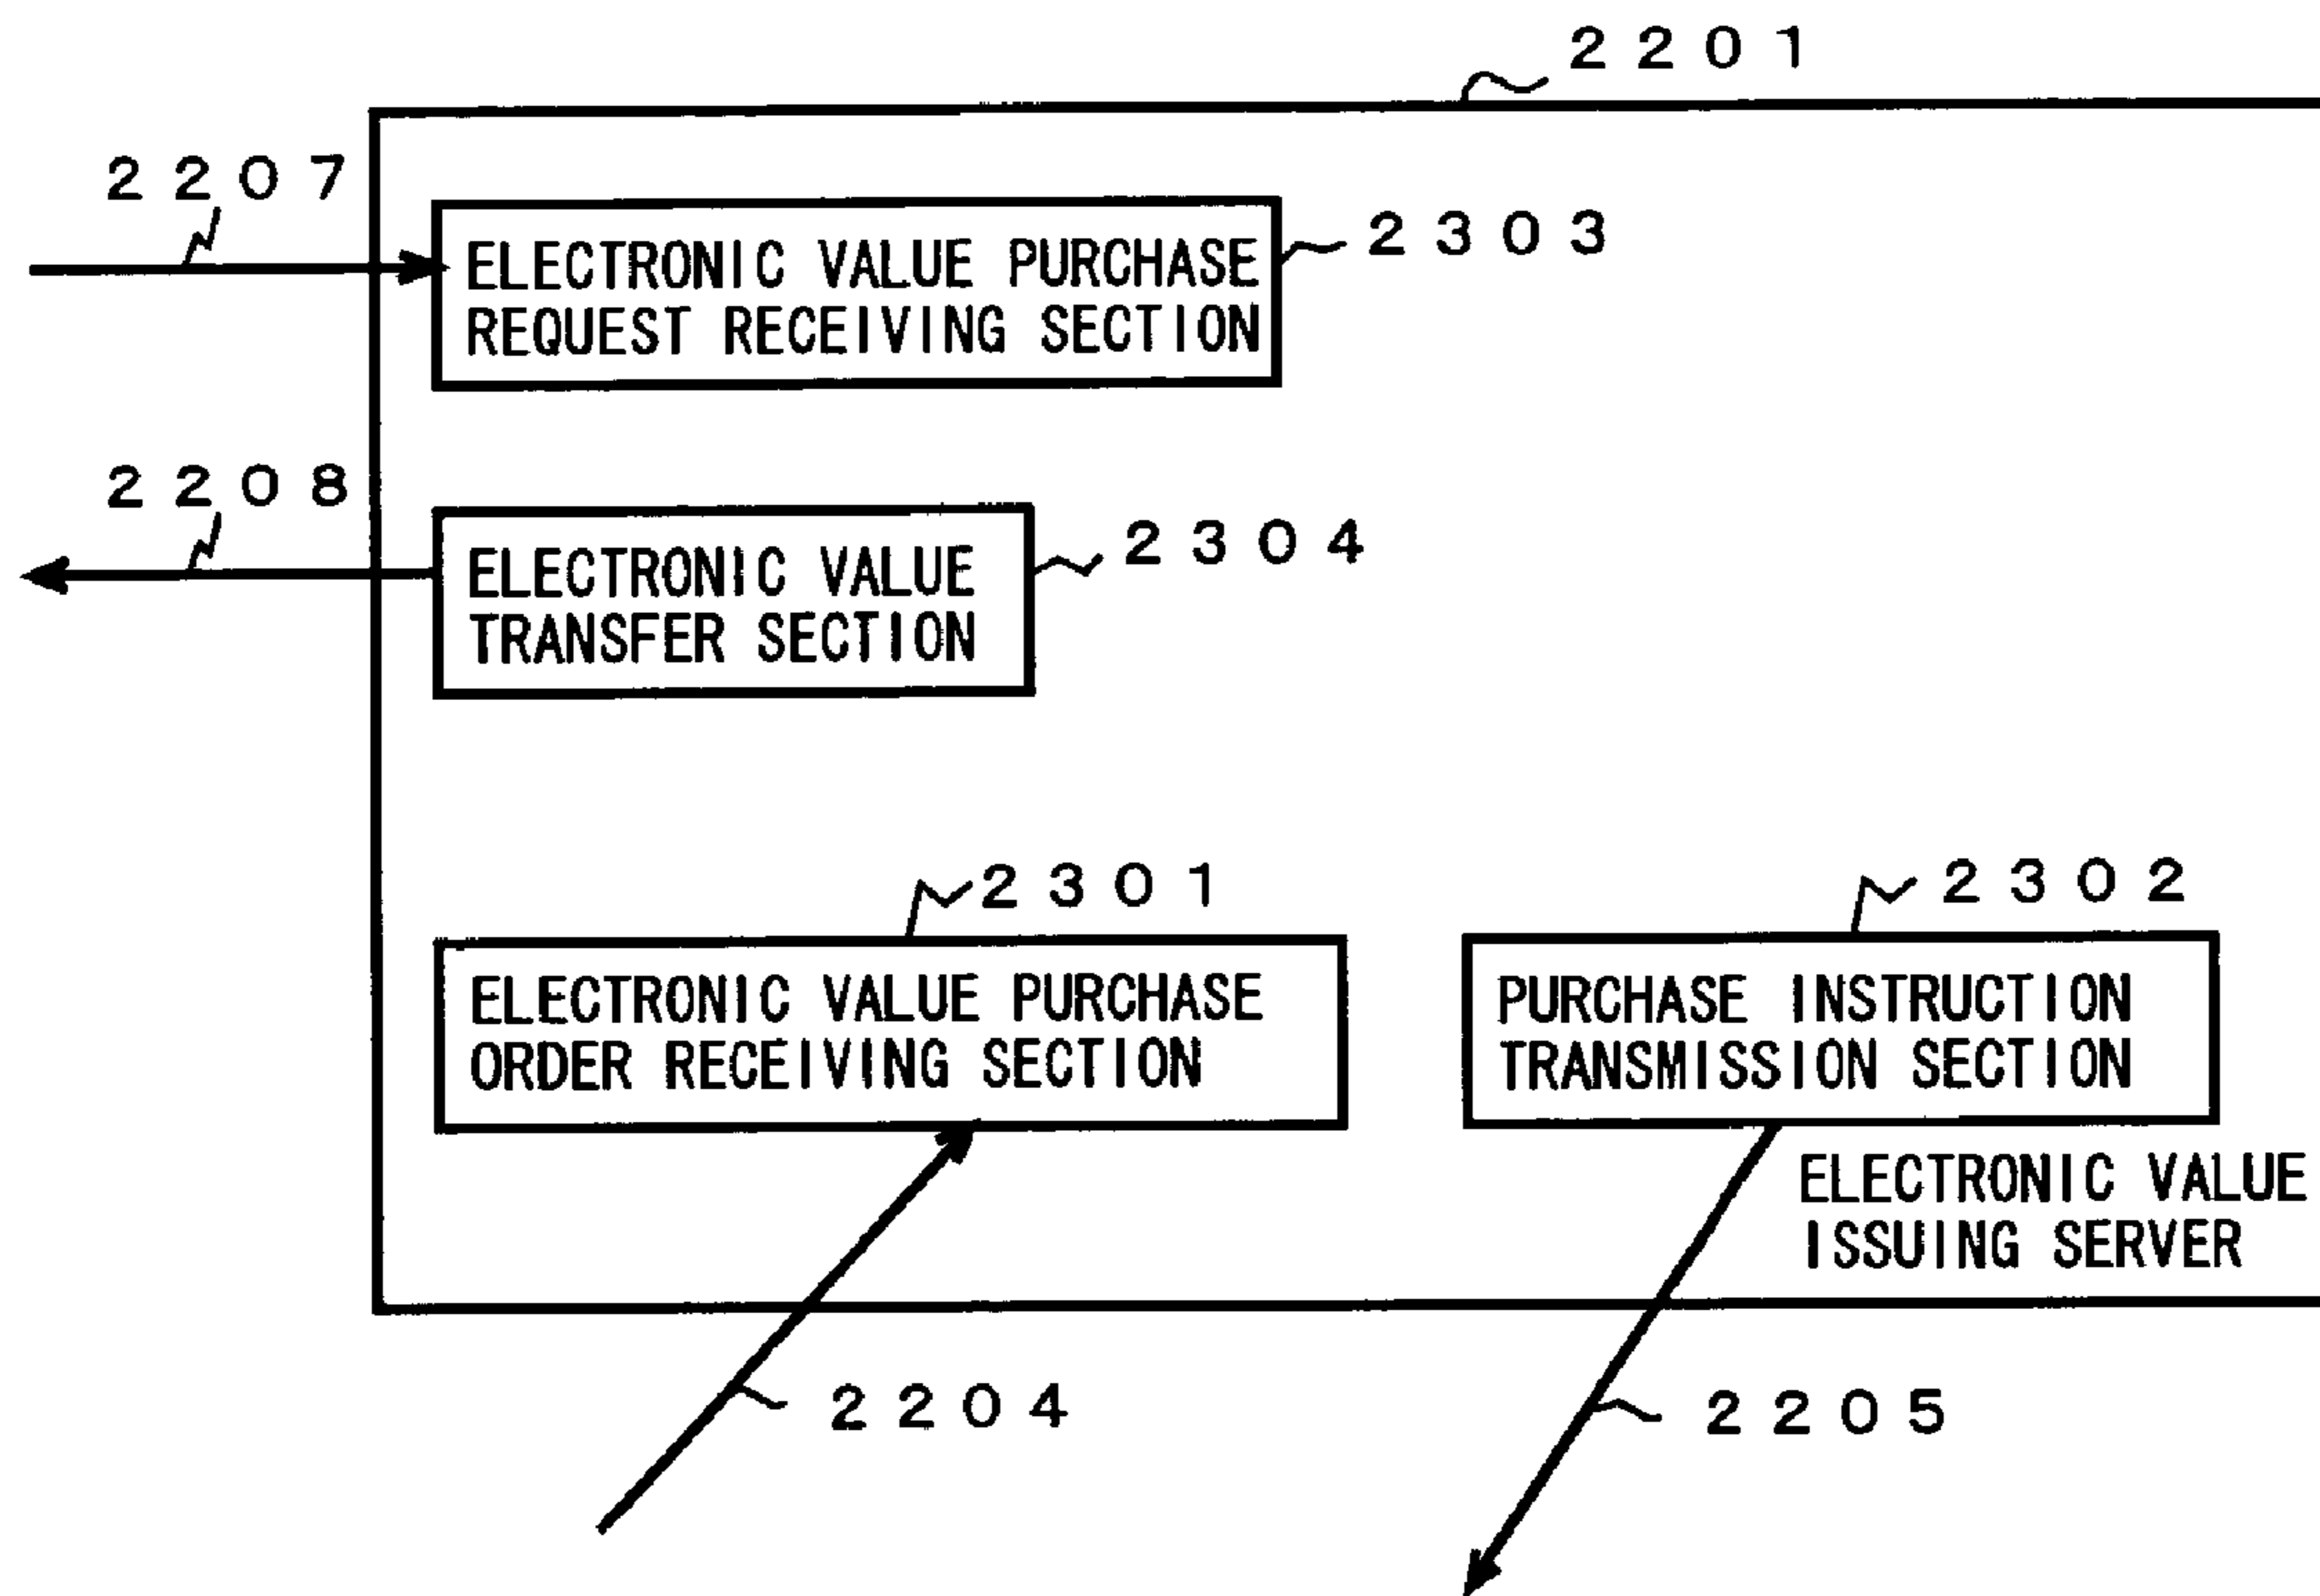 2201
2207
ELECTRONIC VALUE PURCHASE
REQUEST RECEIVING SECTION
2303
2208
ELECTRONIC VALUE
TRANSFER SECTION
2304
2301
ELECTRONIC VALUE PURCHASE
ORDER RECEIVING SECTION
2302
PURCHASE INSTRUCTION
TRANSMISSION SECTION
ELECTRONIC VALUE
ISSUING SERVER
2204
2205